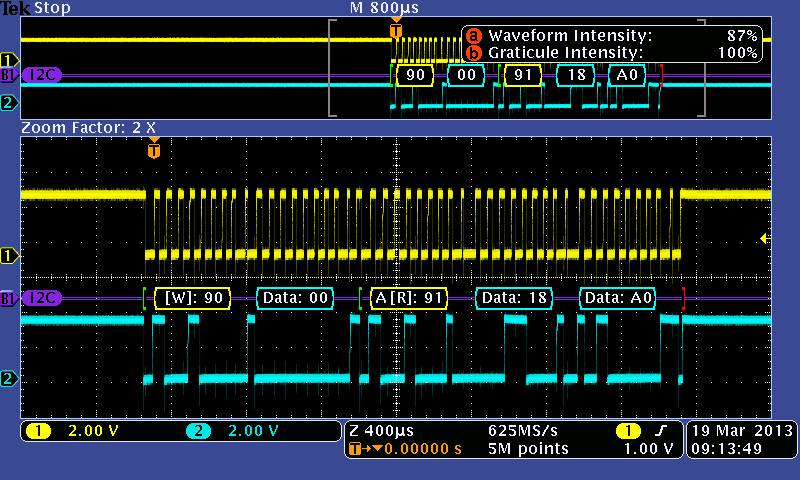 Tek Stop M 800µs
T
a Waveform Intensity: 87%
b Graticule Intensity: 100%
1
B1 I2C 90 00 91 18 A0
2
Zoom Factor: 2 X
T
1
B1 I2C [W]: 90 Data: 00 A[R]: 91 Data: 18 Data: A0
2
1 2.00 V 2 2.00 V Z 400µs 625MS/s 1 1.00 V 19 Mar 2013
T→▼0.00000 s 5M points 09:13:49